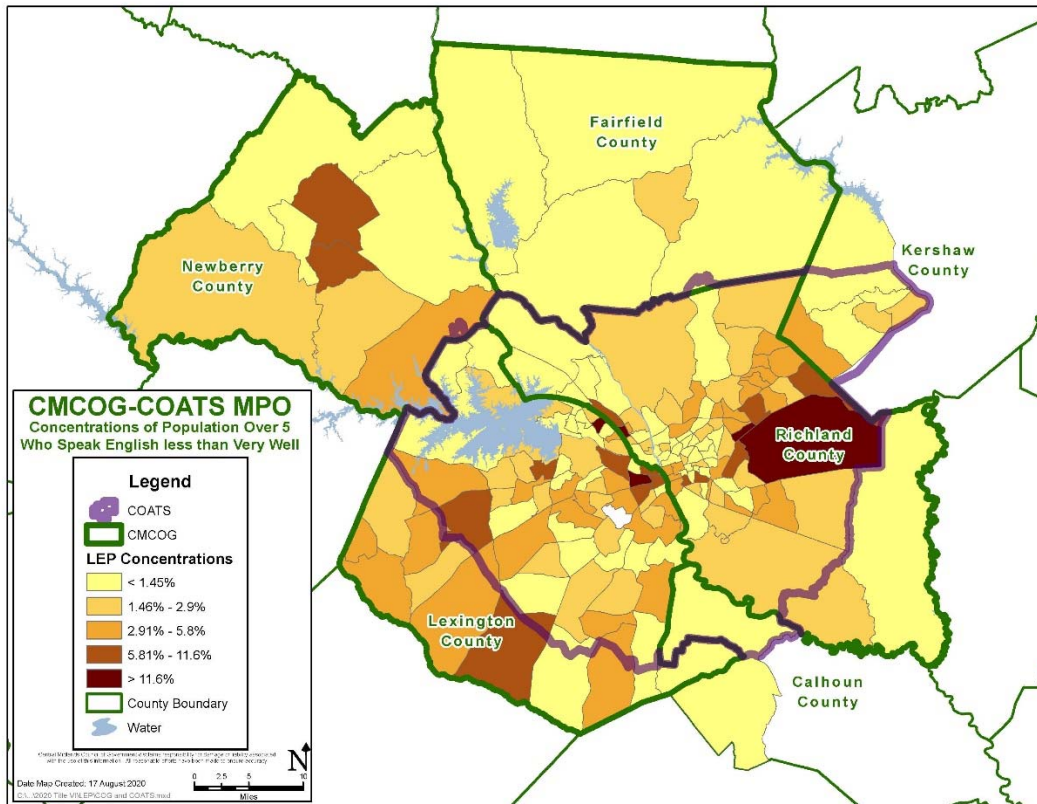 Fairfield
County
Kershaw
County
Newberry
County
CMCOG-COATS MPO
Concentrations of Population Over 5
Who Speak English less than Very Well
Legend
COATS
CMCOG
LEP Concentrations
< 1.45%
1.46% - 2.9%
2.91% - 5.8%
5.81% - 11.6%
> 11.6%
County Boundary
Water
Richland
County
Lexington
County
Calhoun
County
N
Date Map Created: 17 August 2020
0 2.5 5 10
Miles